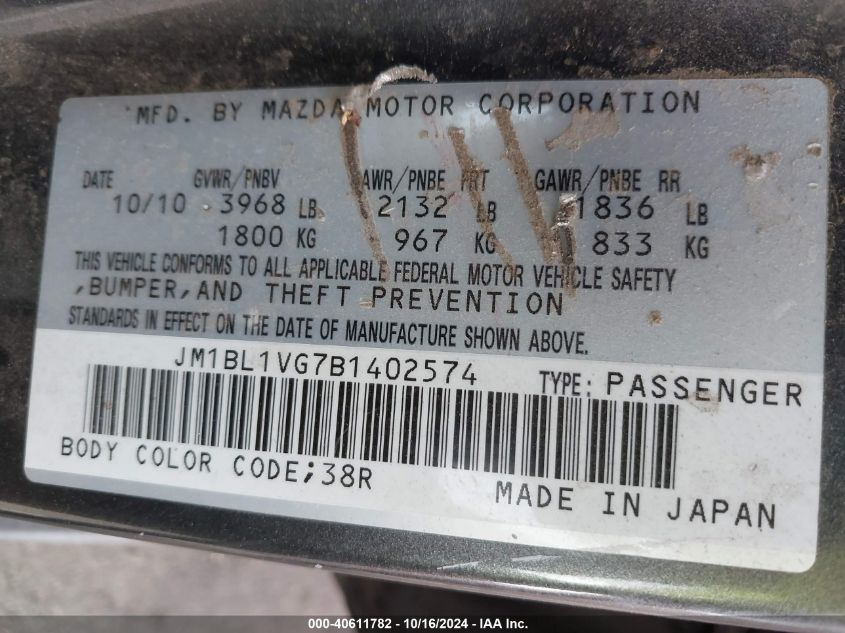 MFD. BY MAZDA MOTOR CORPORATION
DATE GVWR/PNBV GAWR/PNBE FRT GAWR/PNBE RR
10/10 3968 LB 2132 LB 1836 LB
1800 KG 967 KG 833 KG
THIS VEHICLE CONFORMS TO ALL APPLICABLE FEDERAL MOTOR VEHICLE SAFETY
,BUMPER,AND THEFT PREVENTION
STANDARDS IN EFFECT ON THE DATE OF MANUFACTURE SHOWN ABOVE.
JM1BL1VG7B1402574 TYPE: PASSENGER
BODY COLOR CODE;38R
MADE IN JAPAN
000-40611782 - 10/16/2024 - IAA Inc.